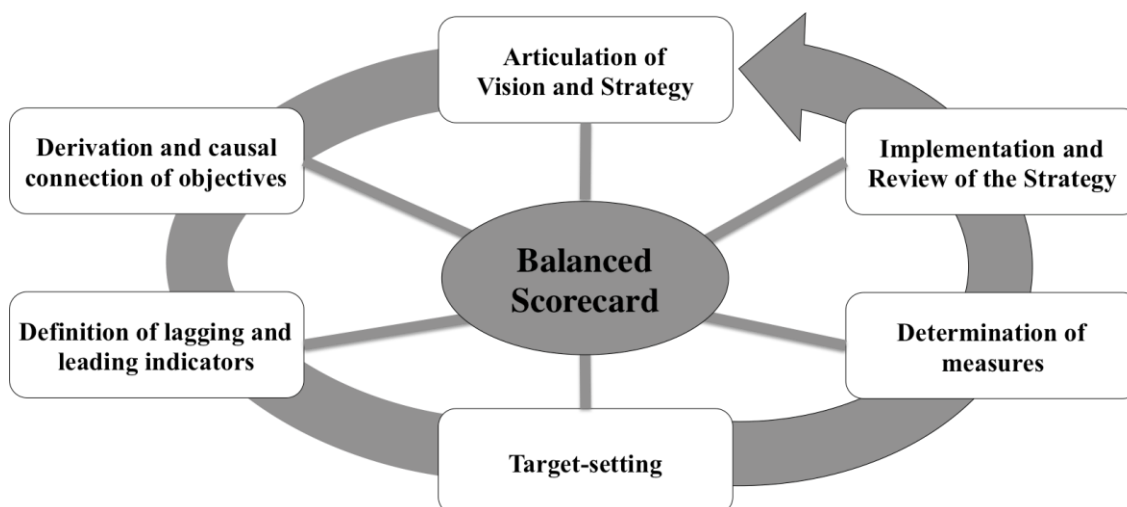 Articulation of
Vision and Strategy
Derivation and causal
connection of objectives
Implementation and
Review of the Strategy
Balanced
Scorecard
Definition of lagging and
leading indicators
Determination of
measures
Target-setting